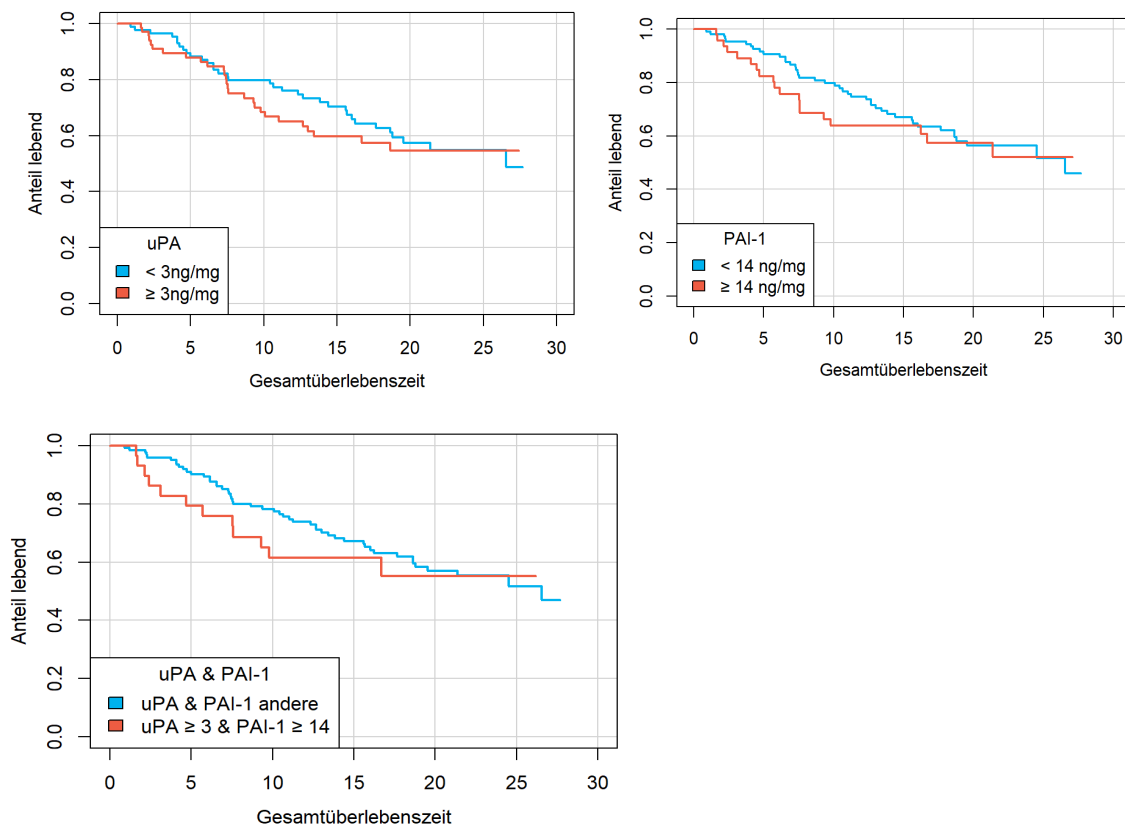 Anteil lebend
1.0
0.8
0.6
0.4
0.2
0.0
uPA
< 3ng/mg
≥ 3ng/mg
0 5 10 15 20 25 30
Gesamtüberlebenszeit
Anteil lebend
1.0
0.8
0.6
0.4
0.2
0.0
PAI-1
< 14 ng/mg
≥ 14 ng/mg
0 5 10 15 20 25 30
Gesamtüberlebenszeit
Anteil lebend
1.0
0.8
0.6
0.4
0.2
0.0
uPA & PAI-1
uPA & PAI-1 andere
uPA ≥ 3 & PAI-1 ≥ 14
0 5 10 15 20 25 30
Gesamtüberlebenszeit